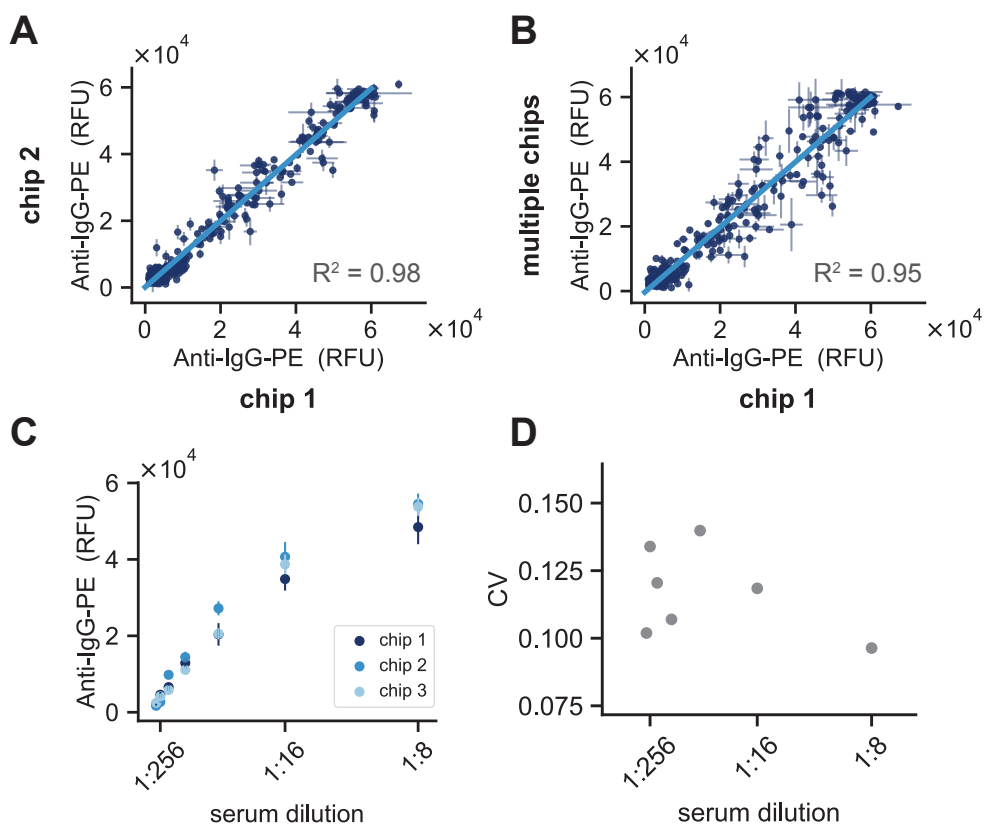 A
×10⁴
6
4
2
0
chip 2
Anti-IgG-PE (RFU)
R² = 0.98
0 2 4 6
×10⁴
Anti-IgG-PE (RFU)
chip 1
B
×10⁴
6
4
2
0
multiple chips
Anti-IgG-PE (RFU)
R² = 0.95
0 2 4 6
×10⁴
Anti-IgG-PE (RFU)
chip 1
C
×10⁴
6
4
2
0
Anti-IgG-PE (RFU)
chip 1
chip 2
chip 3
1:256 1:16 1:8
serum dilution
D
0.150
0.125
0.100
0.075
CV
1:256 1:16 1:8
serum dilution